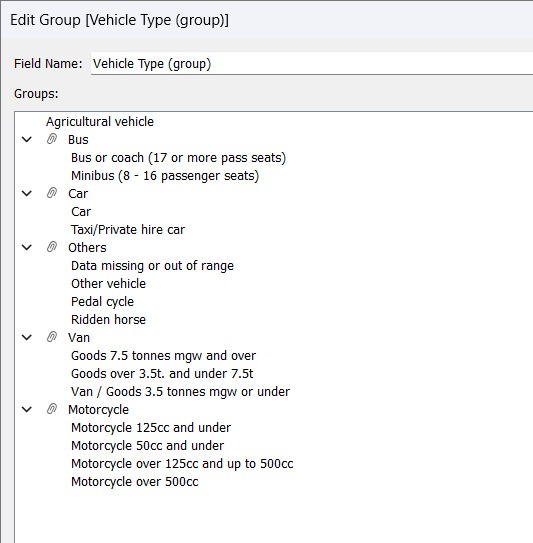 Edit Group [Vehicle Type (group)]
Field Name: Vehicle Type (group)
Groups:
Agricultural vehicle
Bus
Bus or coach (17 or more pass seats)
Minibus (8 - 16 passenger seats)
Car
Car
Taxi/Private hire car
Others
Data missing or out of range
Other vehicle
Pedal cycle
Ridden horse
Van
Goods 7.5 tonnes mgw and over
Goods over 3.5t. and under 7.5t
Van / Goods 3.5 tonnes mgw or under
Motorcycle
Motorcycle 125cc and under
Motorcycle 50cc and under
Motorcycle over 125cc and up to 500cc
Motorcycle over 500cc